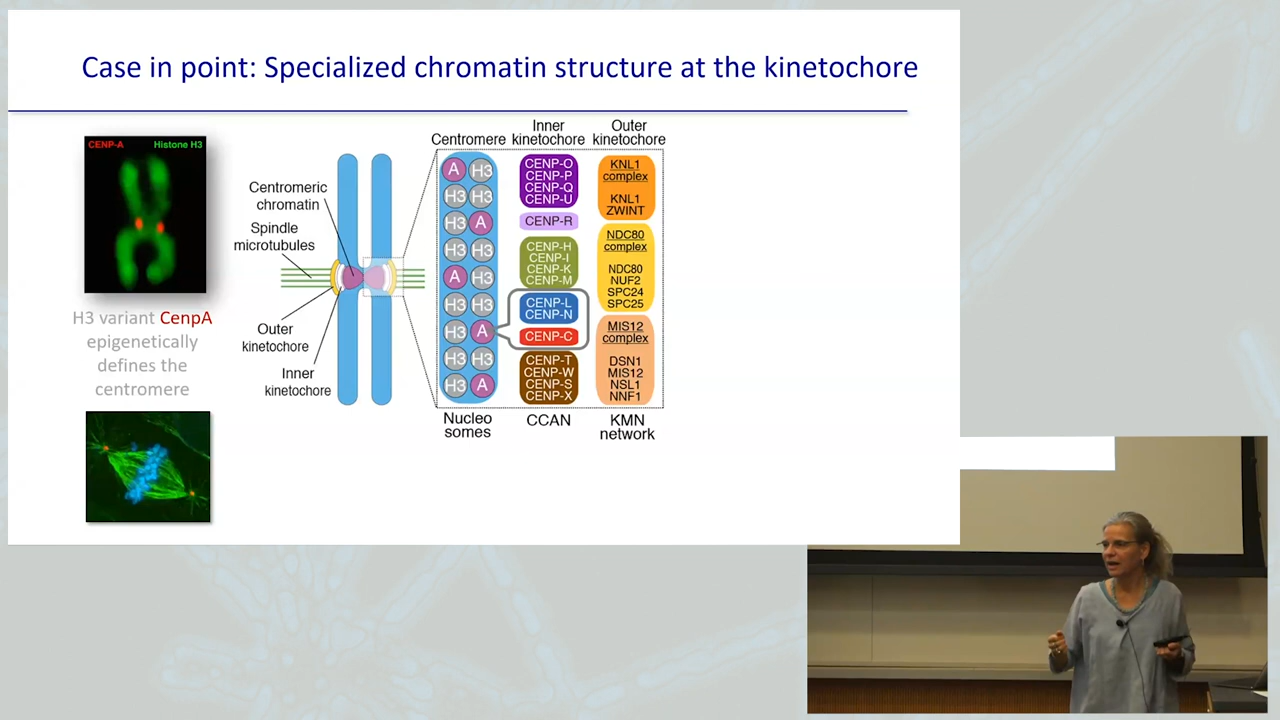 Case in point: Specialized chromatin structure at the kinetochore
CENP-A
Histone H3
H3 variant CenpA
epigenetically
defines the
centromere
Centromeric
chromatin
Spindle
microtubules
Outer
kinetochore
Inner
kinetochore
Centromere
Inner
kinetochore
Outer
kinetochore
A H3
H3 H3
H3 A
H3 H3
A H3
H3 H3
H3 A
H3 H3
H3 A
Nucleo
somes
CENP-O
CENP-P
CENP-Q
CENP-U
CENP-R
CENP-H
CENP-I
CENP-K
CENP-M
CENP-L
CENP-N
CENP-C
CENP-T
CENP-W
CENP-S
CENP-X
CCAN
KNL1
complex
KNL1
ZWINT
NDC80
complex
NDC80
NUF2
SPC24
SPC25
MIS12
complex
DSN1
MIS12
NSL1
NNF1
KMN
network